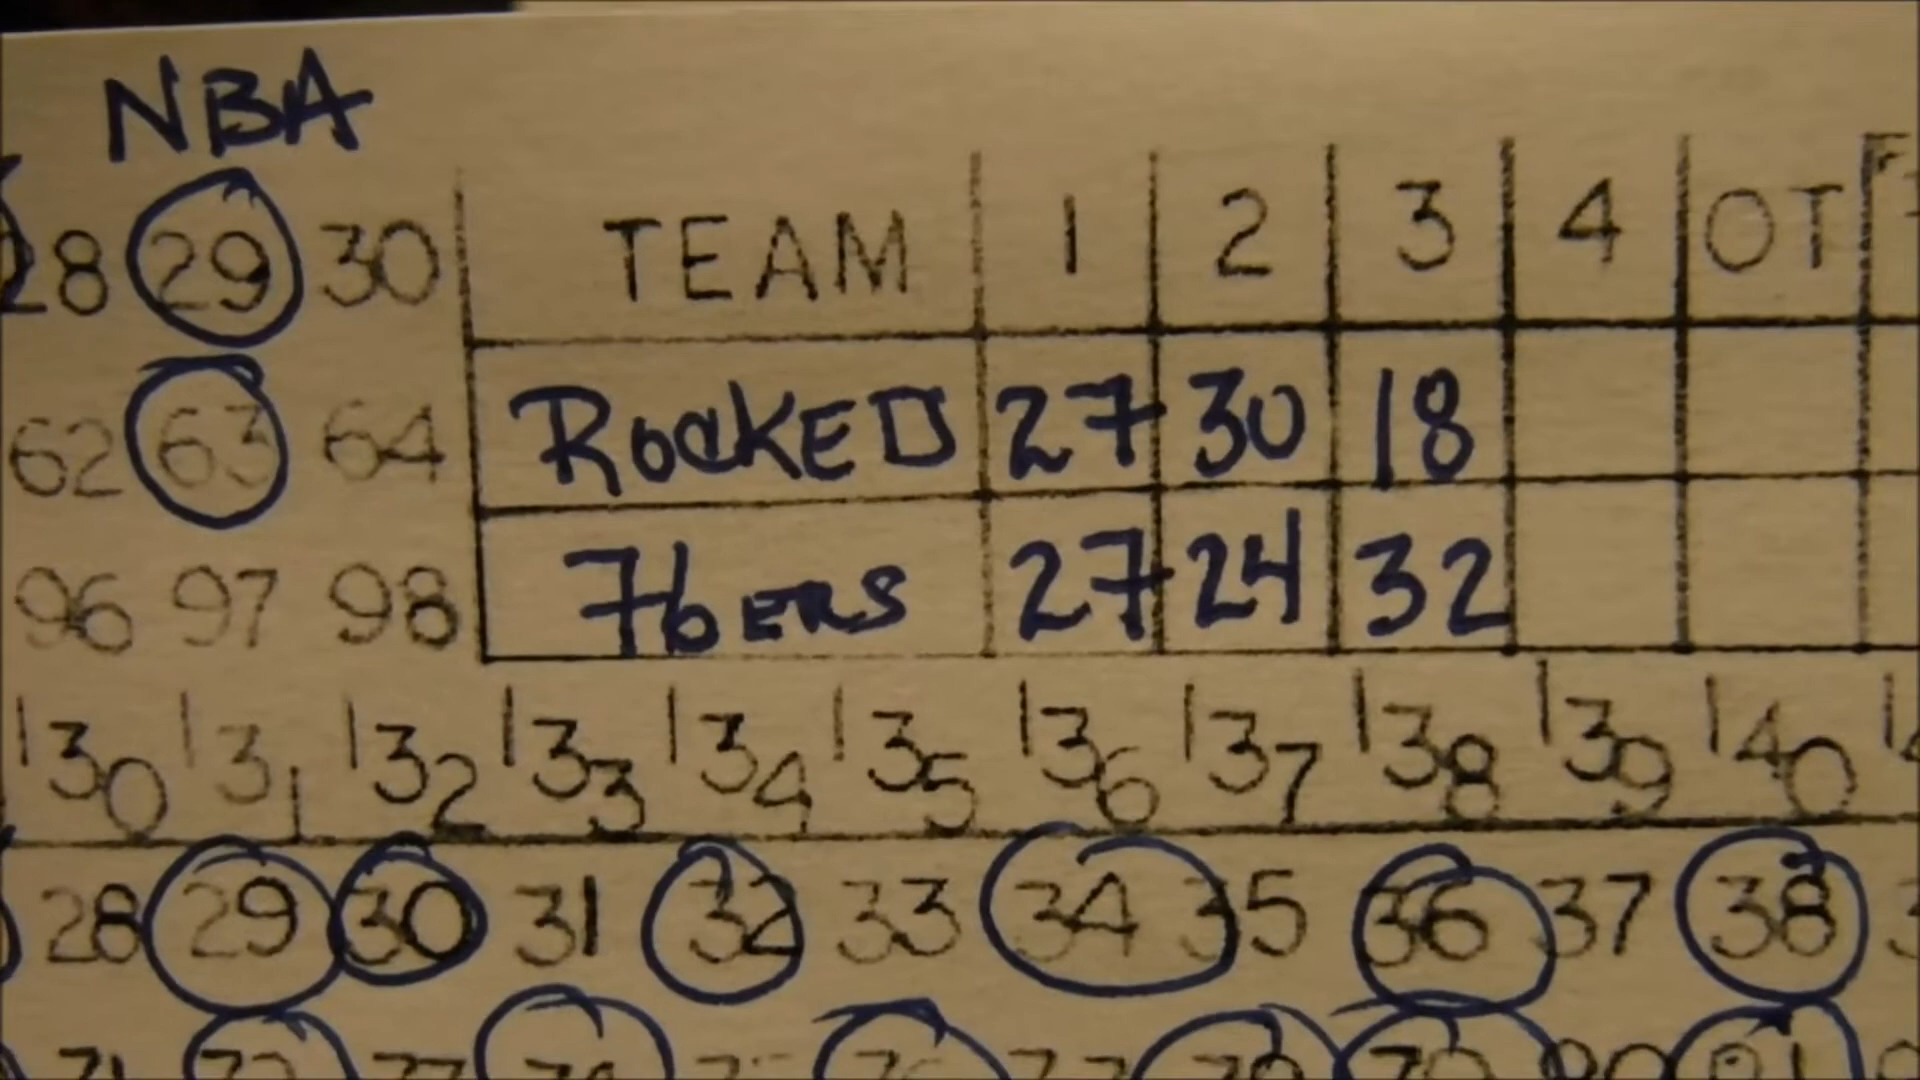 NBA
28 29 30 TEAM 1 2 3 4 OT
62 63 64 ROCKED 27 30 18
96 97 98 76ERS 27 24 32
130 131 132 133 134 135 136 137 138 139 140
28 29 30 31 32 33 34 35 36 37 38